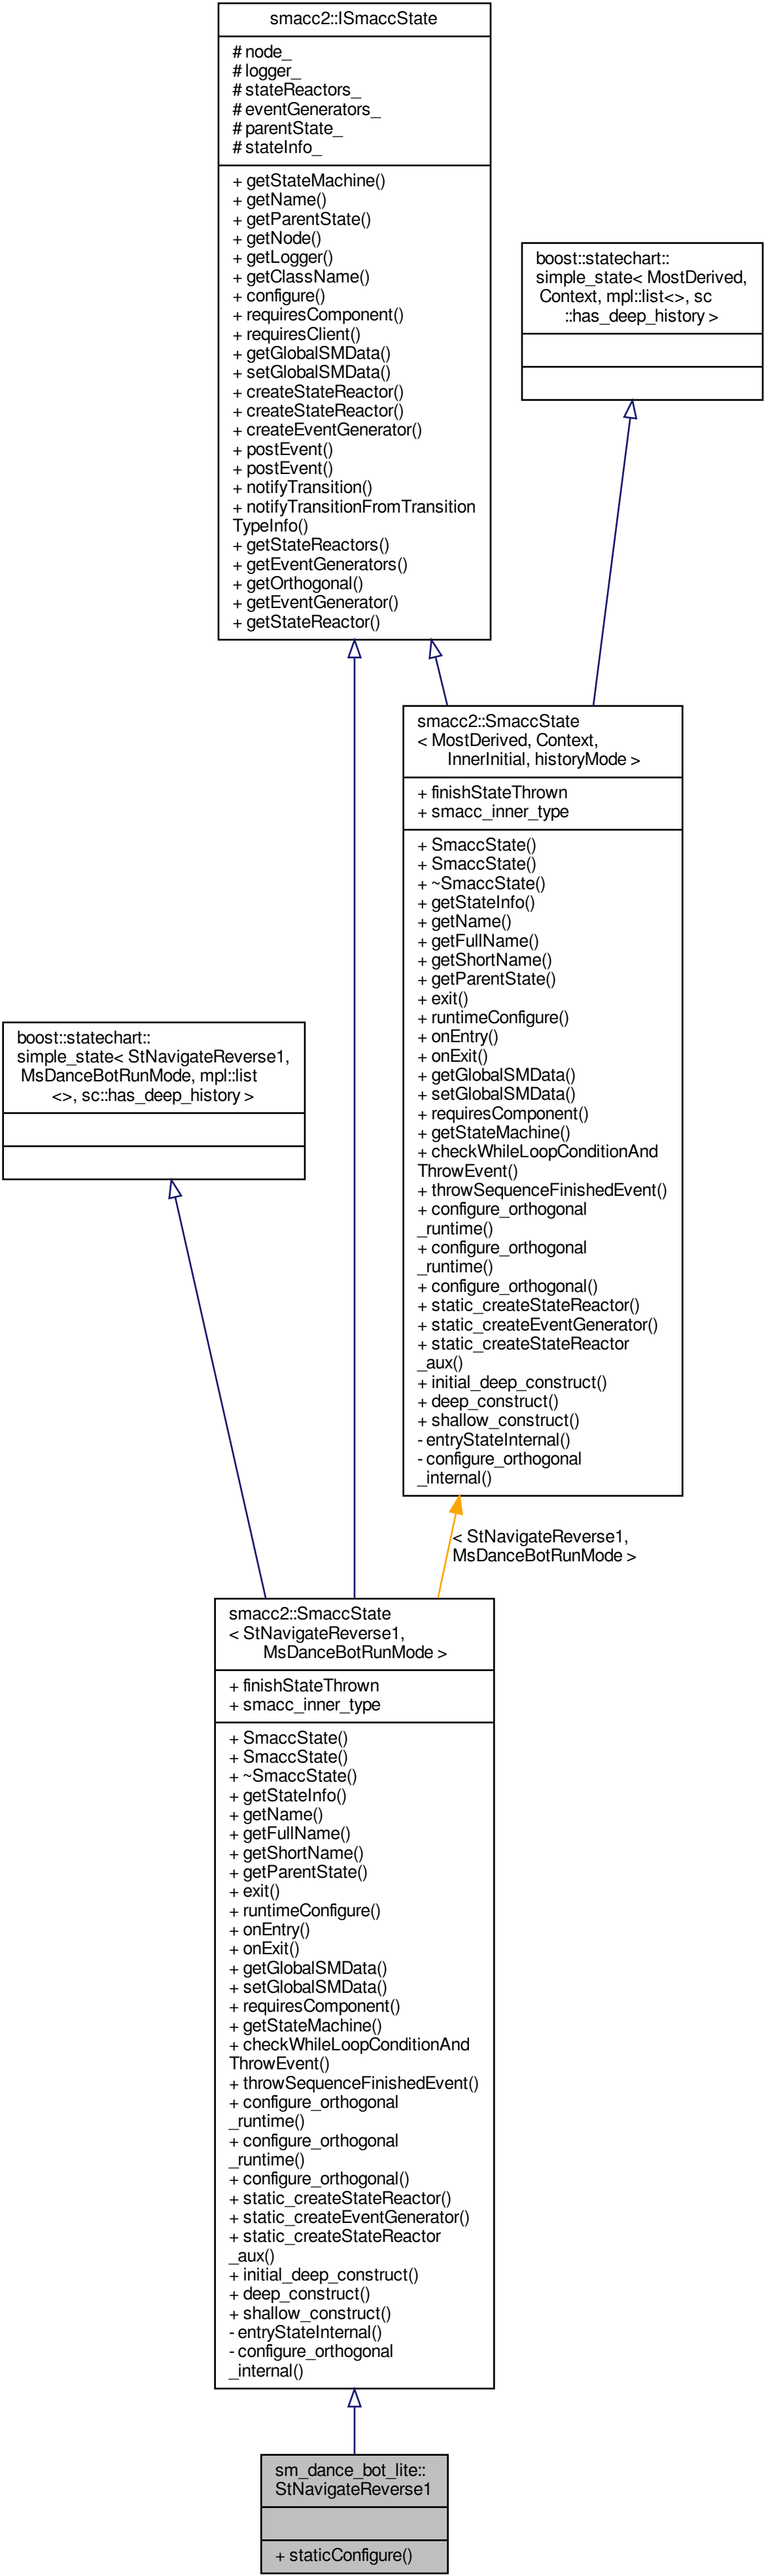 smacc2::ISmaccState
# node_
# logger_
# stateReactors_
# eventGenerators_
# parentState_
# stateInfo_
+ getStateMachine()
+ getName()
+ getParentState()
+ getNode()
+ getLogger()
+ getClassName()
+ configure()
+ requiresComponent()
+ requiresClient()
+ getGlobalSMData()
+ setGlobalSMData()
+ createStateReactor()
+ createStateReactor()
+ createEventGenerator()
+ postEvent()
+ postEvent()
+ notifyTransition()
+ notifyTransitionFromTransition
TypeInfo()
+ getStateReactors()
+ getEventGenerators()
+ getOrthogonal()
+ getEventGenerator()
+ getStateReactor()
boost::statechart::
simple_state< MostDerived,
Context, mpl::list<>, sc
::has_deep_history >
smacc2::SmaccState
< MostDerived, Context,
InnerInitial, historyMode >
+ finishStateThrown
+ smacc_inner_type
+ SmaccState()
+ SmaccState()
+ ~SmaccState()
+ getStateInfo()
+ getName()
+ getFullName()
+ getShortName()
+ getParentState()
+ exit()
+ runtimeConfigure()
+ onEntry()
+ onExit()
+ getGlobalSMData()
+ setGlobalSMData()
+ requiresComponent()
+ getStateMachine()
+ checkWhileLoopConditionAnd
ThrowEvent()
+ throwSequenceFinishedEvent()
+ configure_orthogonal
_runtime()
+ configure_orthogonal
_runtime()
+ configure_orthogonal()
+ static_createStateReactor()
+ static_createEventGenerator()
+ static_createStateReactor
_aux()
+ initial_deep_construct()
+ deep_construct()
+ shallow_construct()
- entryStateInternal()
- configure_orthogonal
_internal()
boost::statechart::
simple_state< StNavigateReverse1,
MsDanceBotRunMode, mpl::list
<>, sc::has_deep_history >
< StNavigateReverse1,
MsDanceBotRunMode >
smacc2::SmaccState
< StNavigateReverse1,
MsDanceBotRunMode >
+ finishStateThrown
+ smacc_inner_type
+ SmaccState()
+ SmaccState()
+ ~SmaccState()
+ getStateInfo()
+ getName()
+ getFullName()
+ getShortName()
+ getParentState()
+ exit()
+ runtimeConfigure()
+ onEntry()
+ onExit()
+ getGlobalSMData()
+ setGlobalSMData()
+ requiresComponent()
+ getStateMachine()
+ checkWhileLoopConditionAnd
ThrowEvent()
+ throwSequenceFinishedEvent()
+ configure_orthogonal
_runtime()
+ configure_orthogonal
_runtime()
+ configure_orthogonal()
+ static_createStateReactor()
+ static_createEventGenerator()
+ static_createStateReactor
_aux()
+ initial_deep_construct()
+ deep_construct()
+ shallow_construct()
- entryStateInternal()
- configure_orthogonal
_internal()
sm_dance_bot_lite::
StNavigateReverse1
+ staticConfigure()